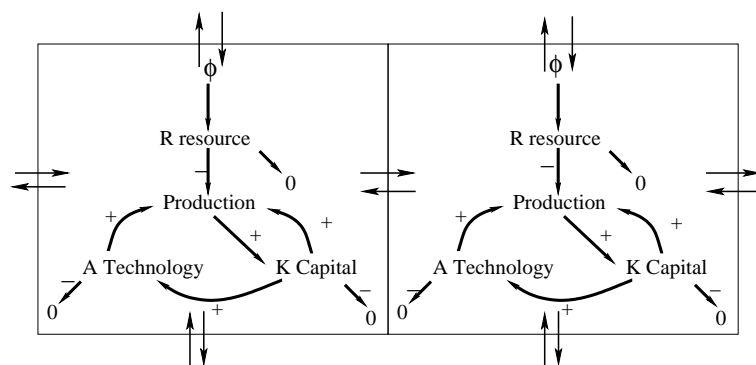 ϕ ϕ
R resource R resource
− −
0 0
Production Production
+ + + +
+ +
A Technology K Capital A Technology K Capital
− − − −
0 + 0 0 + 0